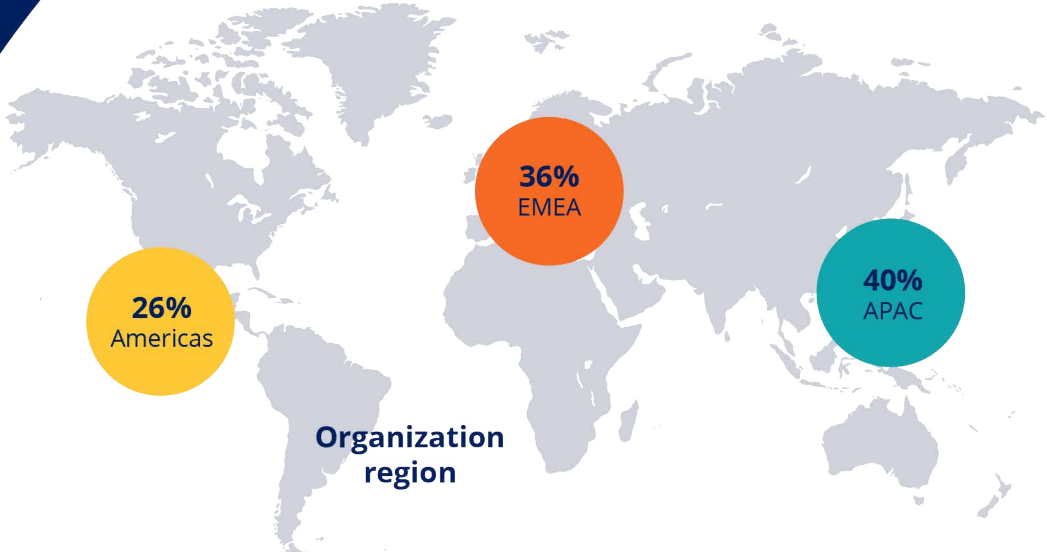 36%
EMEA
40%
APAC
26%
Americas
Organization
region